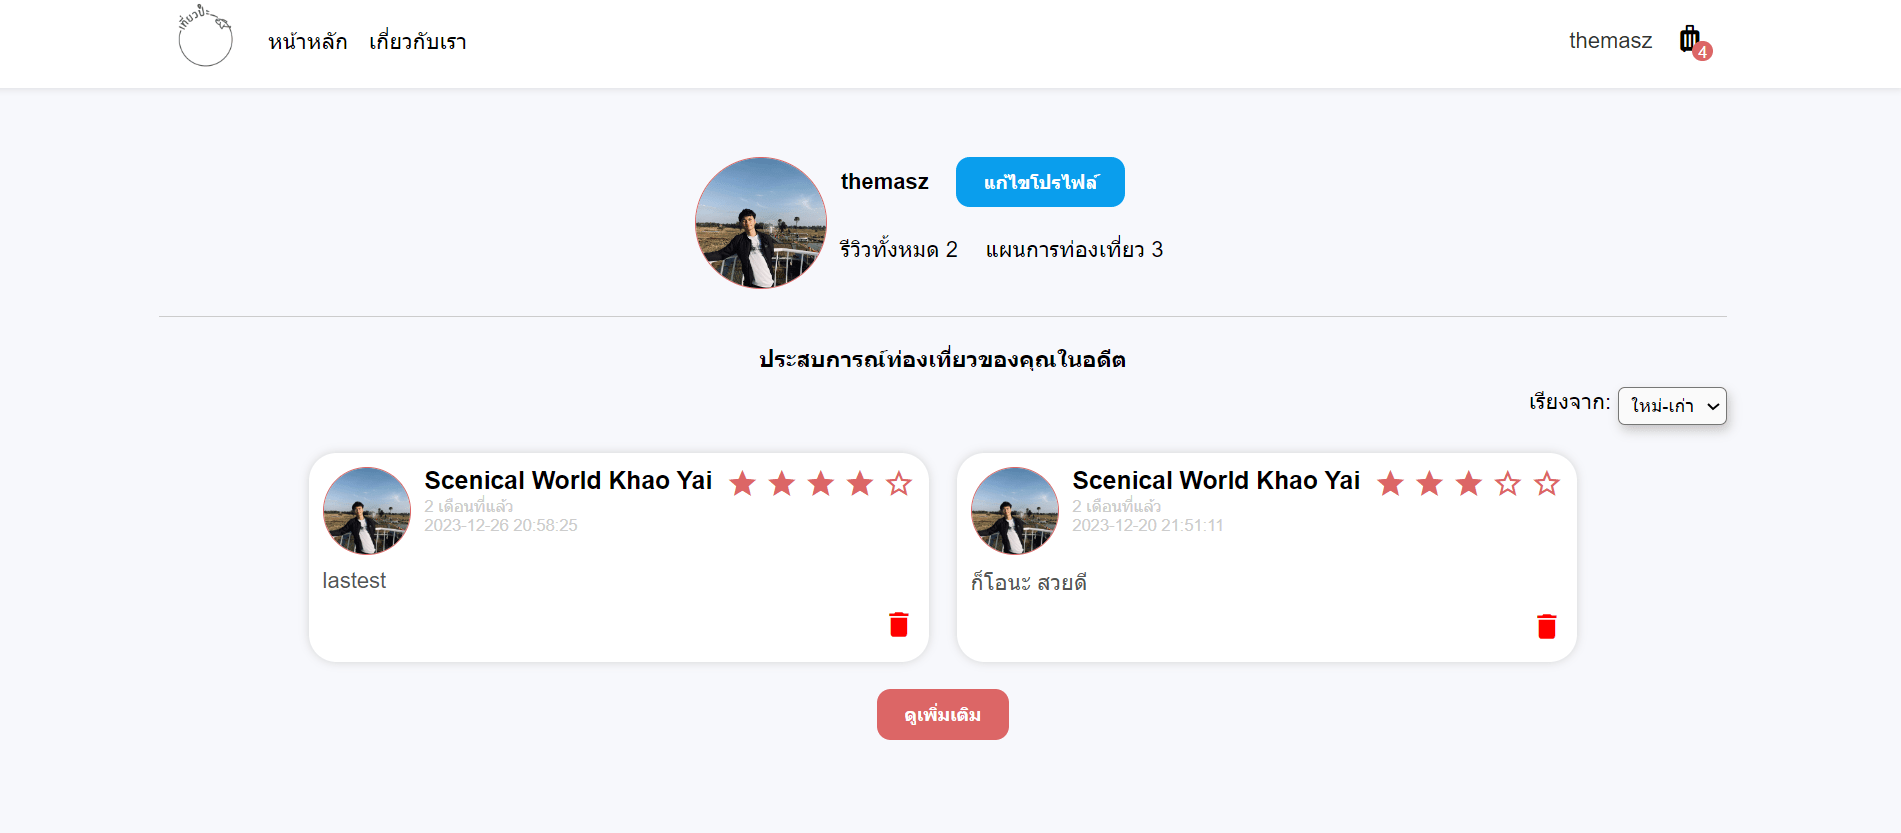 เที่ยวป่ะ
หน้าหลัก เกี่ยวกับเรา themasz 4
themasz แก้ไขโปรไฟล์
รีวิวทั้งหมด 2 แผนการท่องเที่ยว 3
ประสบการณ์ท่องเที่ยวของคุณในอดีต
เรียงจาก: ใหม่-เก่า
Scenical World Khao Yai
2 เดือนที่แล้ว
2023-12-26 20:58:25
lastest
Scenical World Khao Yai
2 เดือนที่แล้ว
2023-12-20 21:51:11
ก็โอนะ สวยดี
ดูเพิ่มเติม